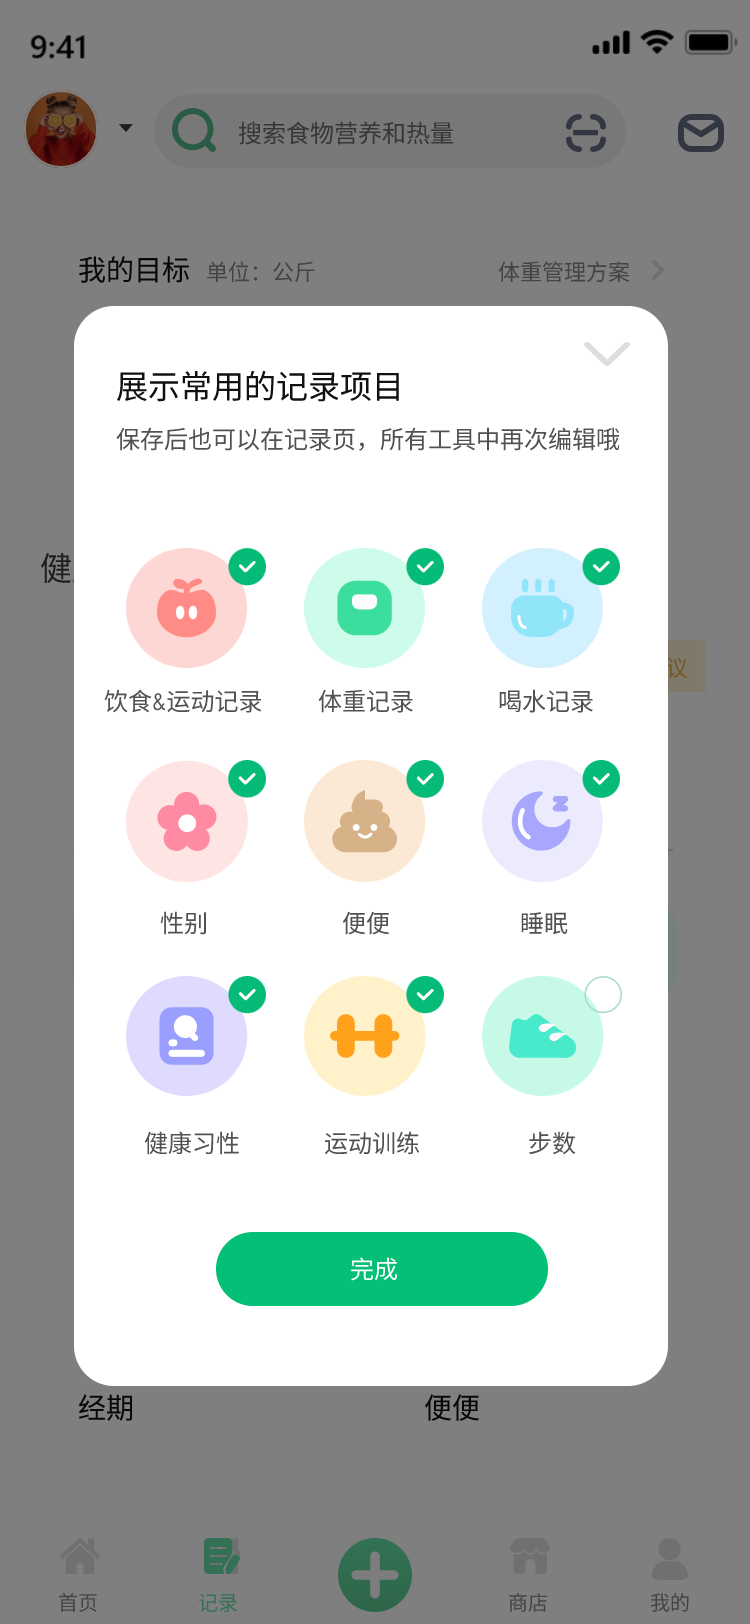 9:41
搜索食物营养和热量
我的目标 单位：公斤 体重管理方案
展示常用的记录项目
保存后也可以在记录页，所有工具中再次编辑哦
健
议
饮食&运动记录 体重记录 喝水记录
性别 便便 睡眠
健康习性 运动训练 步数
完成
经期 便便
首页 记录 商店 我的